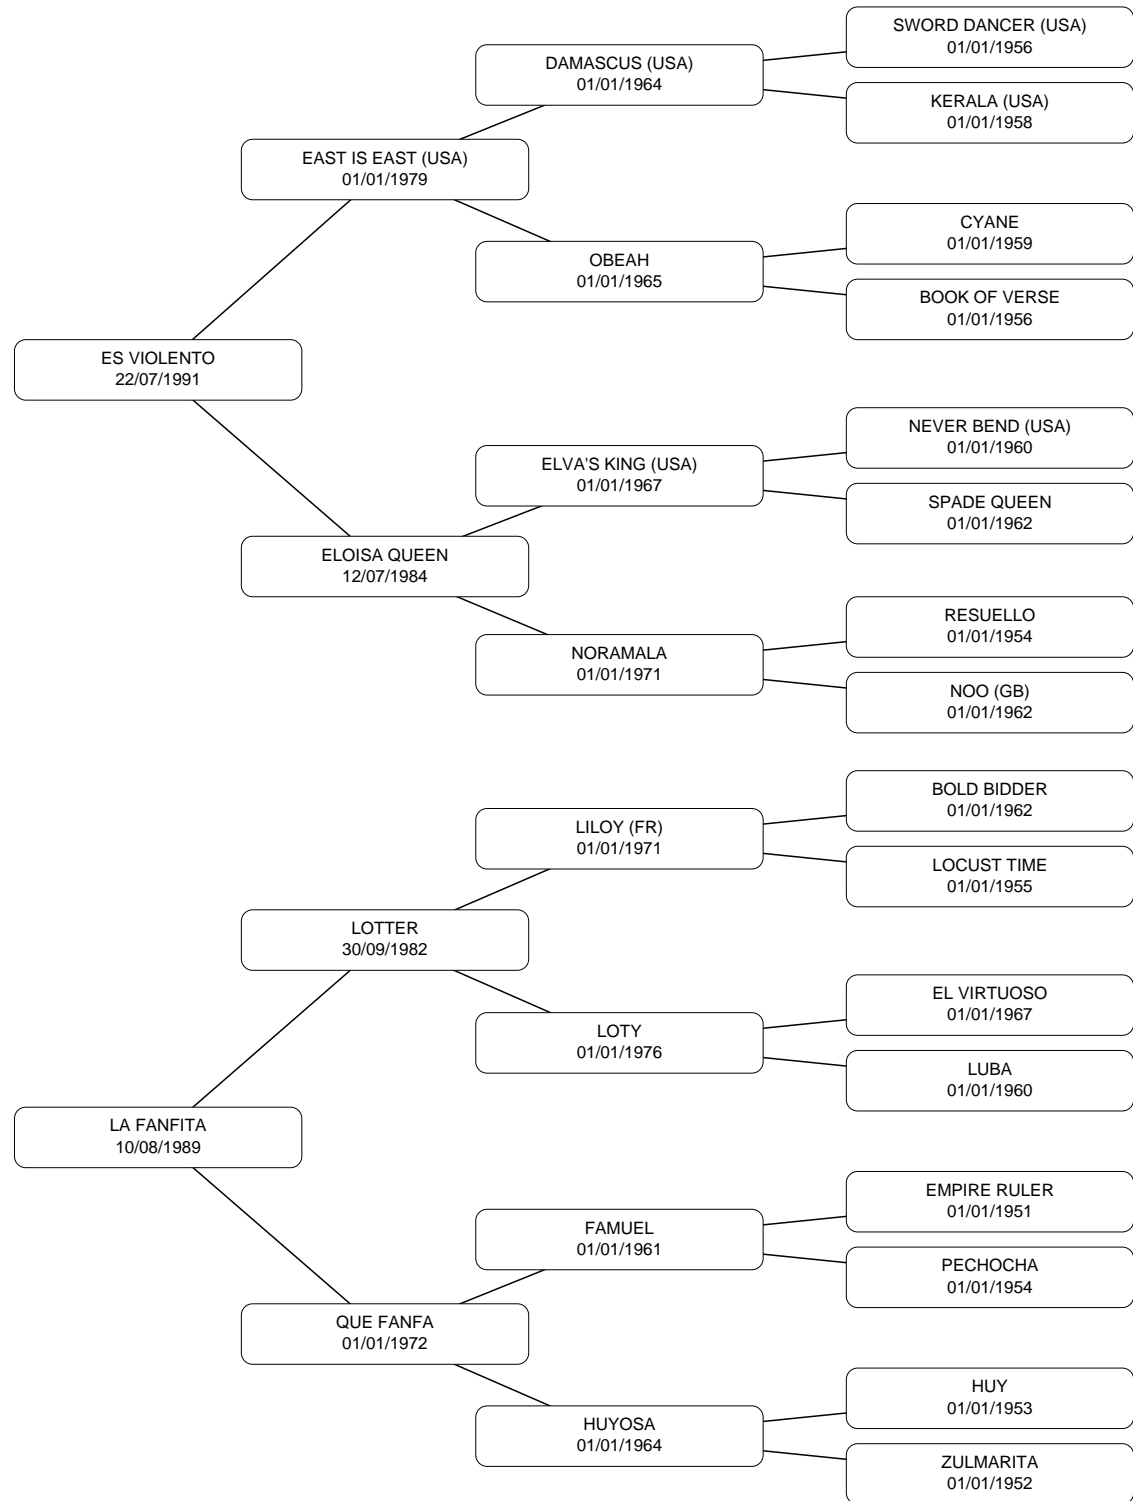 SWORD DANCER (USA)
01/01/1956
DAMASCUS (USA)
01/01/1964
KERALA (USA)
01/01/1958
EAST IS EAST (USA)
01/01/1979
CYANE
01/01/1959
OBEAH
01/01/1965
BOOK OF VERSE
01/01/1956
ES VIOLENTO
22/07/1991
NEVER BEND (USA)
01/01/1960
ELVA'S KING (USA)
01/01/1967
SPADE QUEEN
01/01/1962
ELOISA QUEEN
12/07/1984
RESUELLO
01/01/1954
NORAMALA
01/01/1971
NOO (GB)
01/01/1962
BOLD BIDDER
01/01/1962
LILOY (FR)
01/01/1971
LOCUST TIME
01/01/1955
LOTTER
30/09/1982
EL VIRTUOSO
01/01/1967
LOTY
01/01/1976
LUBA
01/01/1960
LA FANFITA
10/08/1989
EMPIRE RULER
01/01/1951
FAMUEL
01/01/1961
PECHOCHA
01/01/1954
QUE FANFA
01/01/1972
HUY
01/01/1953
HUYOSA
01/01/1964
ZULMARITA
01/01/1952